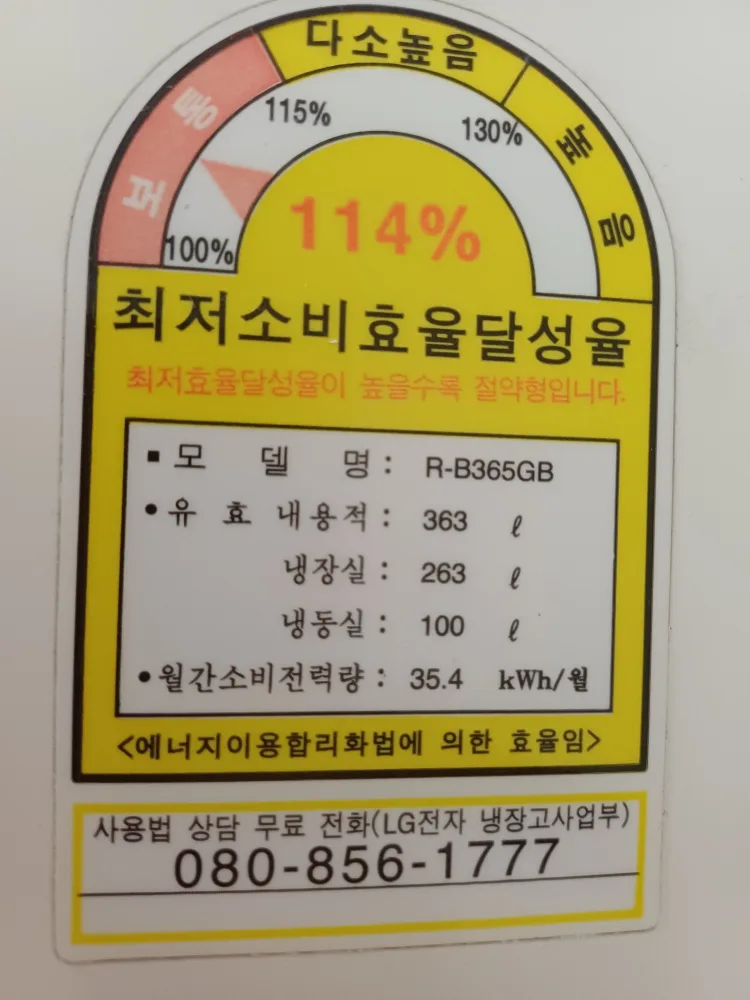 다소높음
보통
높음
115%
130%
100%
114%
최저소비효율달성율
최저효율달성율이 높을수록 절약형입니다.
▪ 모 델 명 : R-B365GB
• 유 효 내용적 : 363 ℓ
냉장실 : 263 ℓ
냉동실 : 100 ℓ
• 월간소비전력량 : 35.4 kWh/월
<에너지이용합리화법에 의한 효율임>
사용법 상담 무료 전화(LG전자 냉장고사업부)
080-856-1777